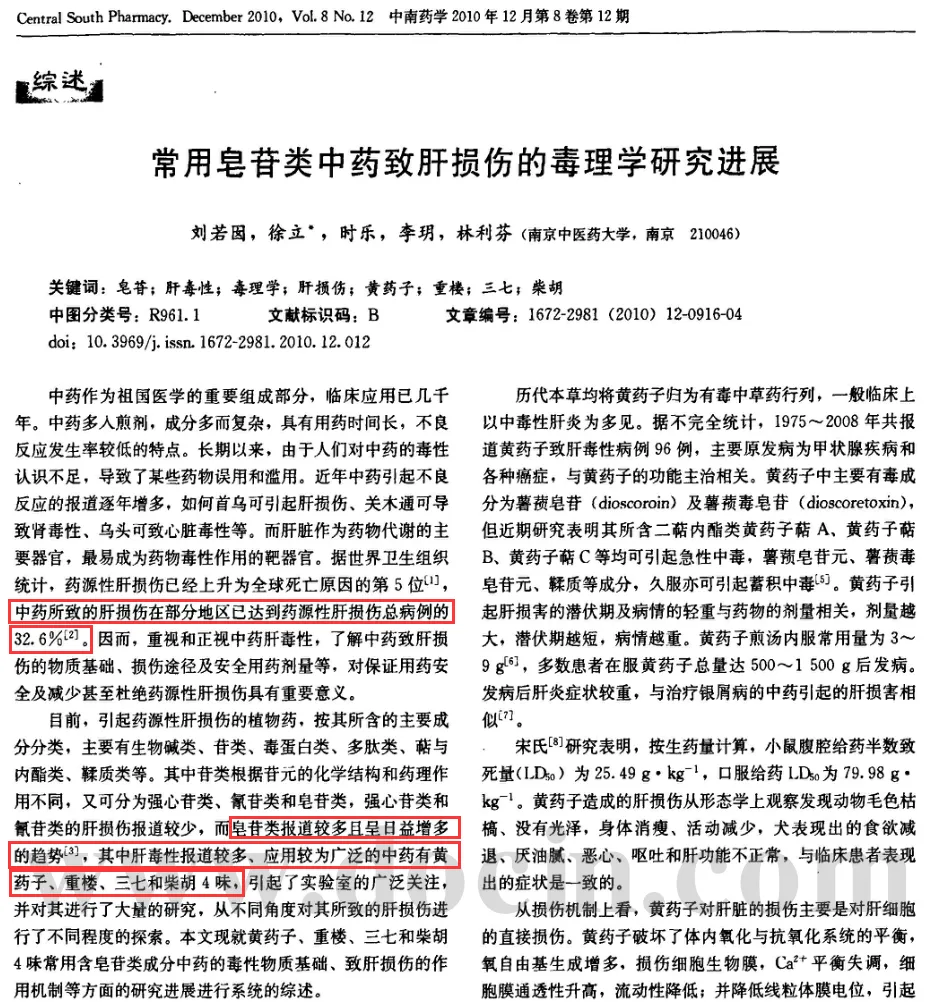 Central South Pharmacy. December 2010, Vol. 8 No. 12 中南药学 2010 年 12 月第 8 卷第 12 期
综述
常用皂苷类中药致肝损伤的毒理学研究进展
刘若囡，徐立*，时乐，李玥，林利芬（南京中医药大学，南京 210046）
关键词：皂苷；肝毒性；毒理学；肝损伤；黄药子；重楼；三七；柴胡
中图分类号：R961.1 文献标识码：B 文章编号：1672-2981（2010）12-0916-04
doi：10.3969/j.issn.1672-2981.2010.12.012
中药作为祖国医学的重要组成部分，临床应用已几千
年。中药多入煎剂，成分多而复杂，具有用药时间长，不良
反应发生率较低的特点。长期以来，由于人们对中药的毒性
认识不足，导致了某些药物误用和滥用。近年中药引起不良
反应的报道逐年增多，如何首乌可引起肝损伤、关木通可导
致肾毒性、乌头可致心脏毒性等。而肝脏作为药物代谢的主
要器官，最易成为药物毒性作用的靶器官。据世界卫生组织
统计，药源性肝损伤已经上升为全球死亡原因的第 5 位[1]，
中药所致的肝损伤在部分地区已达到药源性肝损伤总病例的
32.6%[2]。因而，重视和正视中药肝毒性，了解中药致肝损
伤的物质基础、损伤途径及安全用药剂量等，对保证用药安
全及减少甚至杜绝药源性肝损伤具有重要意义。
目前，引起药源性肝损伤的植物药，按其所含的主要成
分分类，主要有生物碱类、苷类、毒蛋白类、多肽类、萜与
内酯类、鞣质类等。其中苷类根据苷元的化学结构和药理作
用不同，又可分为强心苷类、氰苷类和皂苷类，强心苷类和
氰苷类的肝损伤报道较少，而皂苷类报道较多且呈日益增多
的趋势[3]，其中肝毒性报道较多、应用较为广泛的中药有黄
药子、重楼、三七和柴胡 4 味，引起了实验室的广泛关注，
并对其进行了大量的研究，从不同角度对其所致的肝损伤进
行了不同程度的探索。本文现就黄药子、重楼、三七和柴胡
4 味常用含皂苷类成分中药的毒性物质基础、致肝损伤的作
用机制等方面的研究进展进行系统的综述。
历代本草均将黄药子归为有毒中草药行列，一般临床上
以中毒性肝炎为多见。据不完全统计，1975～2008 年共报
道黄药子致肝毒性病例 96 例，主要原发病为甲状腺疾病和
各种癌症，与黄药子的功能主治相关。黄药子中主要有毒成
分为薯蓣皂苷（dioscoroin）及薯蓣毒皂苷（dioscoretoxin），
但近期研究表明其所含二萜内酯类黄药子萜 A、黄药子萜
B、黄药子萜 C 等均可引起急性中毒，薯蓣皂苷元、薯蓣毒
皂苷元、鞣质等成分，久服亦可引起蓄积中毒[5]。黄药子引
起肝损害的潜伏期及病情的轻重与药物的剂量相关，剂量越
大，潜伏期越短，病情越重。黄药子煎汤内服常用量为 3～
9 g[6]，多数患者在服黄药子总量达 500～1 500 g 后发病。
发病后肝炎症状较重，与治疗银屑病的中药引起的肝损害相
似[7]。
宋氏[8]研究表明，按生药量计算，小鼠腹腔给药半数致
死量(LD50）为 25.49 g·kg-1，口服给药 LD50为 79.98 g·
kg-1。黄药子造成的肝损伤从形态学上观察发现动物毛色枯
槁、没有光泽，身体消瘦、活动减少，犬表现出的食欲减
退、厌油腻、恶心、呕吐和肝功能不正常，与临床患者表现
出的症状是一致的。
从损伤机制上看，黄药子对肝脏的损伤主要是对肝细胞
的直接损伤。黄药子破坏了体内氧化与抗氧化系统的平衡，
氧自由基生成增多，损伤细胞生物膜，Ca2+ 平衡失调，细
胞膜通透性升高，流动性降低；并降低线粒体膜电位，引起
www.docin.com